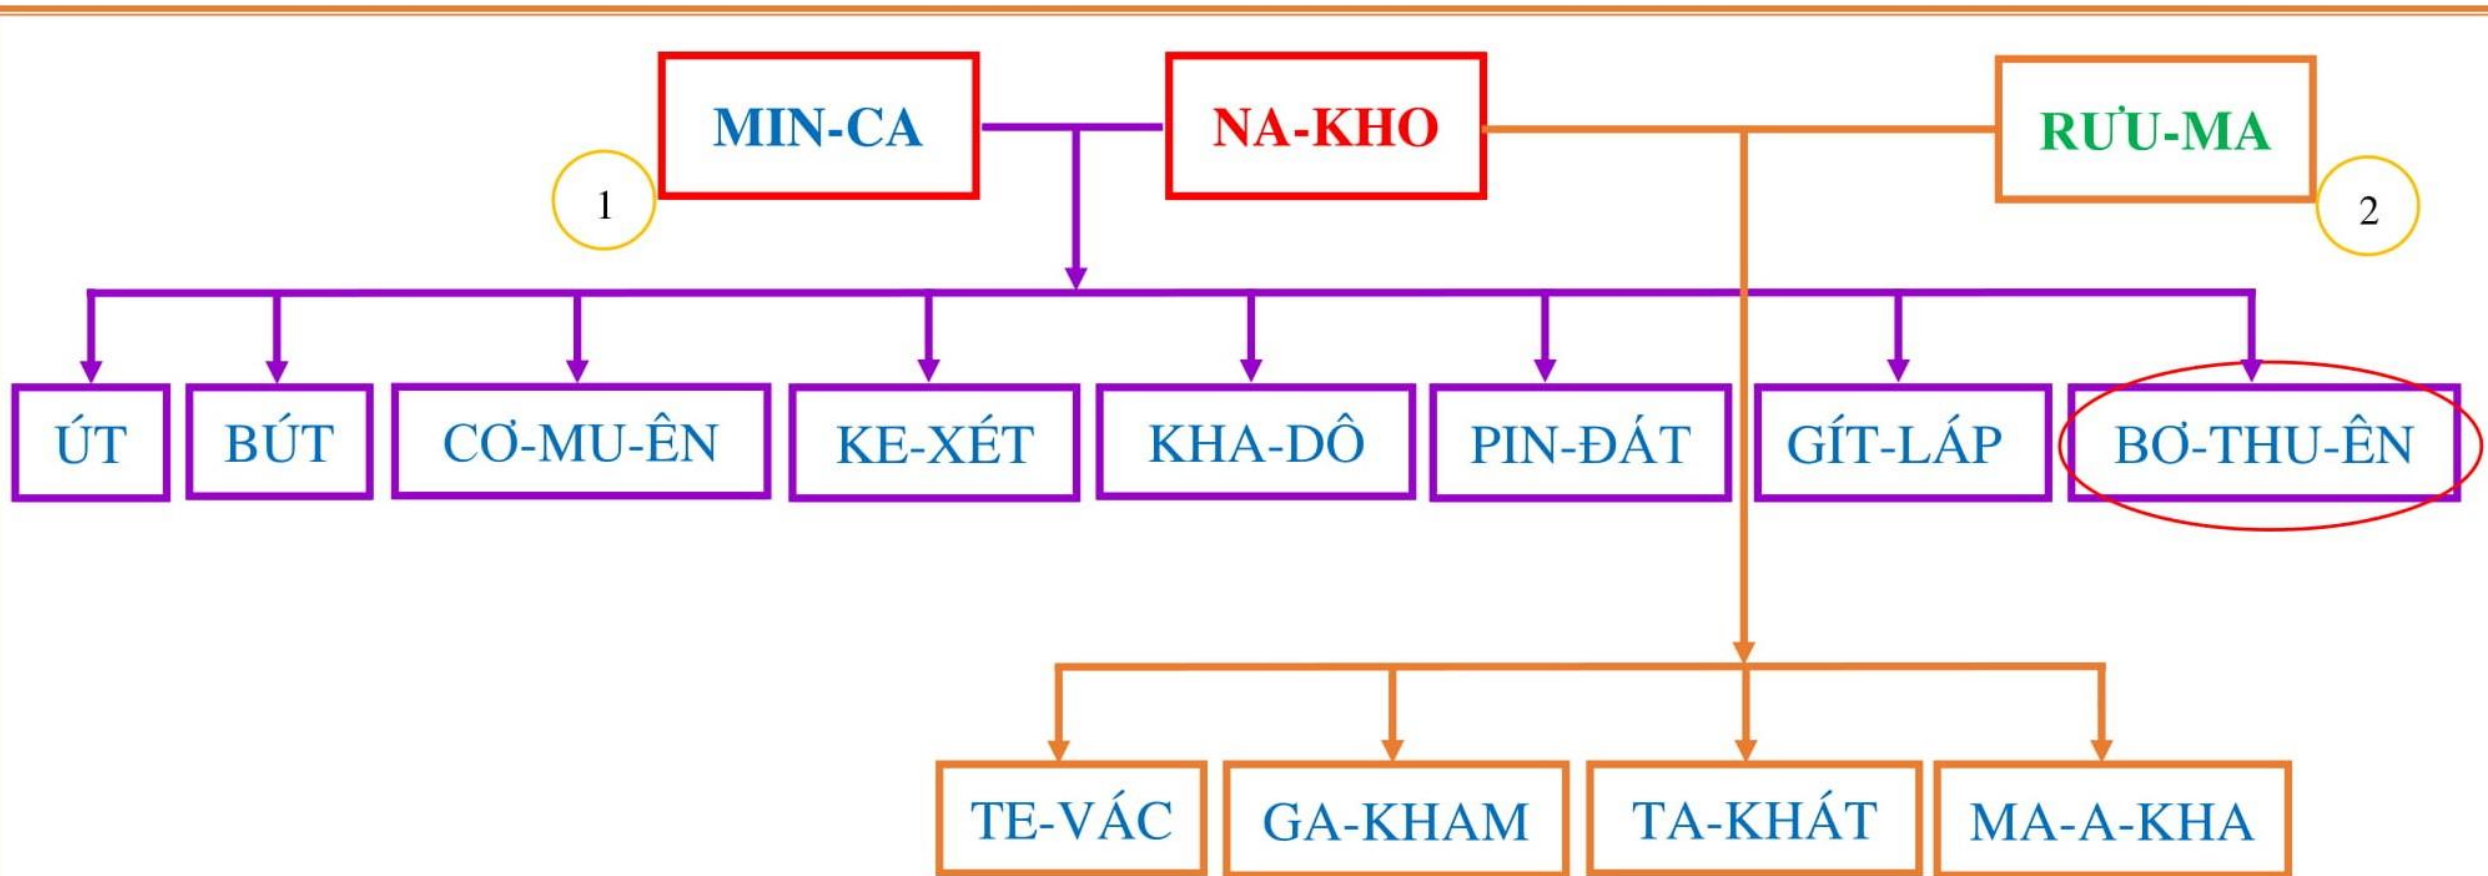 MIN-CA
NA-KHO
RƯU-MA
1
2
ÚT
BÚT
CƠ-MU-ÊN
KE-XÉT
KHA-DÔ
PIN-ĐÁT
GÍT-LÁP
BƠ-THU-ÊN
TE-VÁC
GA-KHAM
TA-KHÁT
MA-A-KHA